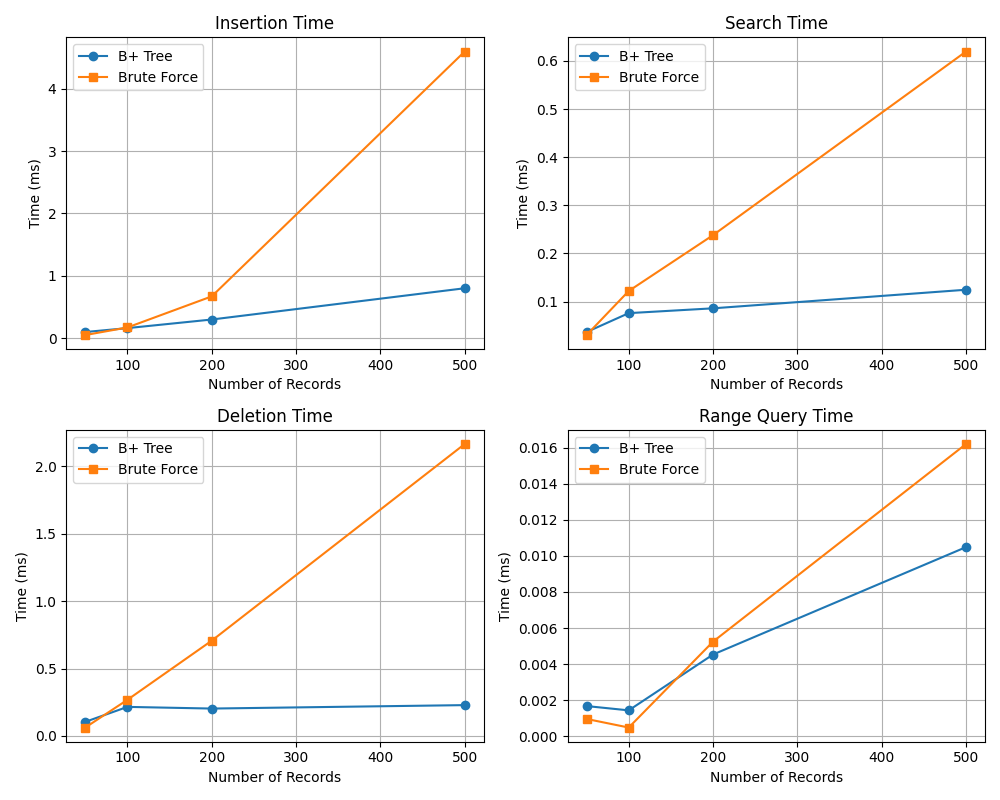 Insertion Time
B+ Tree
Brute Force
4
3
2
1
0
Time (ms)
100
200
300
400
500
Number of Records
Search Time
B+ Tree
Brute Force
0.6
0.5
0.4
0.3
0.2
0.1
Time (ms)
100
200
300
400
500
Number of Records
Deletion Time
B+ Tree
Brute Force
2.0
1.5
1.0
0.5
0.0
Time (ms)
100
200
300
400
500
Number of Records
Range Query Time
B+ Tree
Brute Force
0.016
0.014
0.012
0.010
0.008
0.006
0.004
0.002
0.000
Time (ms)
100
200
300
400
500
Number of Records